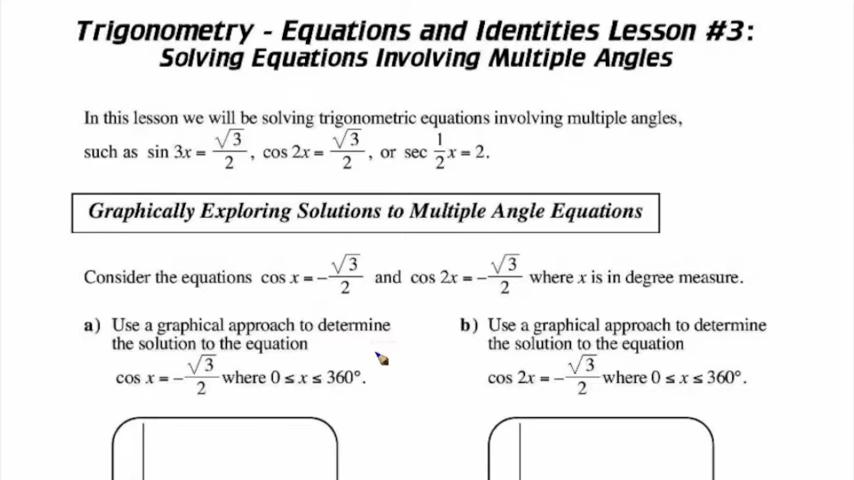 Trigonometry - Equations and Identities Lesson #3:
Solving Equations Involving Multiple Angles
In this lesson we will be solving trigonometric equations involving multiple angles,
such as sin 3x = √3/2, cos 2x = √3/2, or sec 1/2 x = 2.
Graphically Exploring Solutions to Multiple Angle Equations
Consider the equations cos x = −√3/2 and cos 2x = −√3/2 where x is in degree measure.
a) Use a graphical approach to determine
the solution to the equation
cos x = −√3/2 where 0 ≤ x ≤ 360°.
b) Use a graphical approach to determine
the solution to the equation
cos 2x = −√3/2 where 0 ≤ x ≤ 360°.